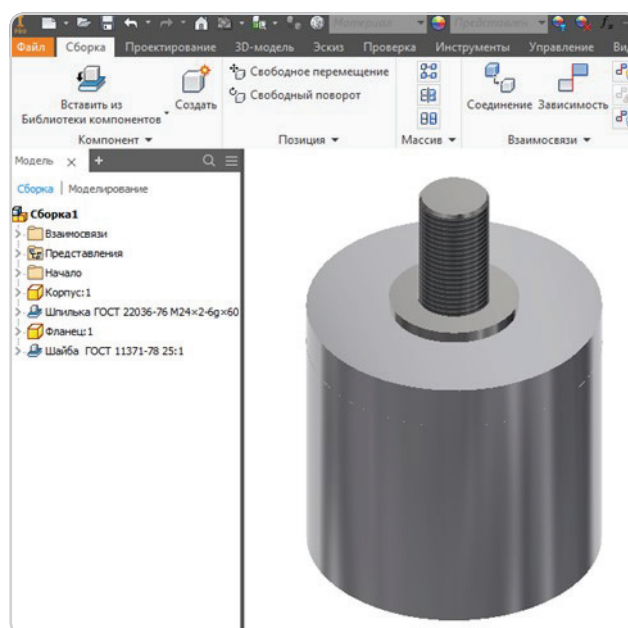 Материал
Представлен
Файл Сборка Проектирование 3D-модель Эскиз Проверка Инструменты Управление Ви
Вставить из
Библиотеки компонентов
Создать
Свободное перемещение
Свободный поворот
Соединение Зависимость
Компонент Позиция Массив Взаимосвязи
Модель
Сборка | Моделирование
Сборка1
Взаимосвязи
Представления
Начало
Корпус:1
Шпилька ГОСТ 22036-76 М24×2-6g×60
Фланец:1
Шайба ГОСТ 11371-78 25:1